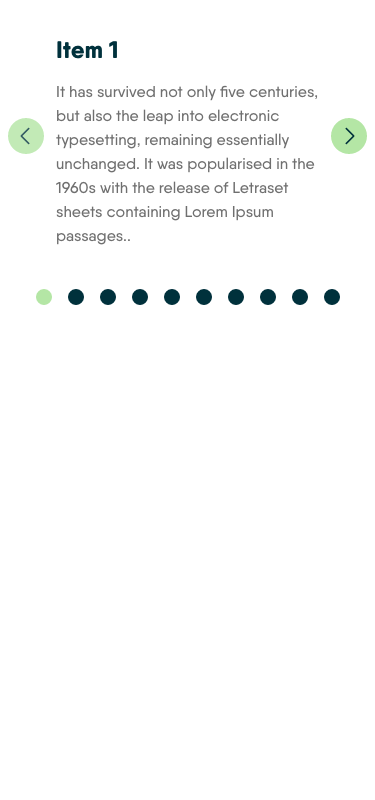 Item 1
It has survived not only five centuries,
but also the leap into electronic
typesetting, remaining essentially
unchanged. It was popularised in the
1960s with the release of Letraset
sheets containing Lorem Ipsum
passages..